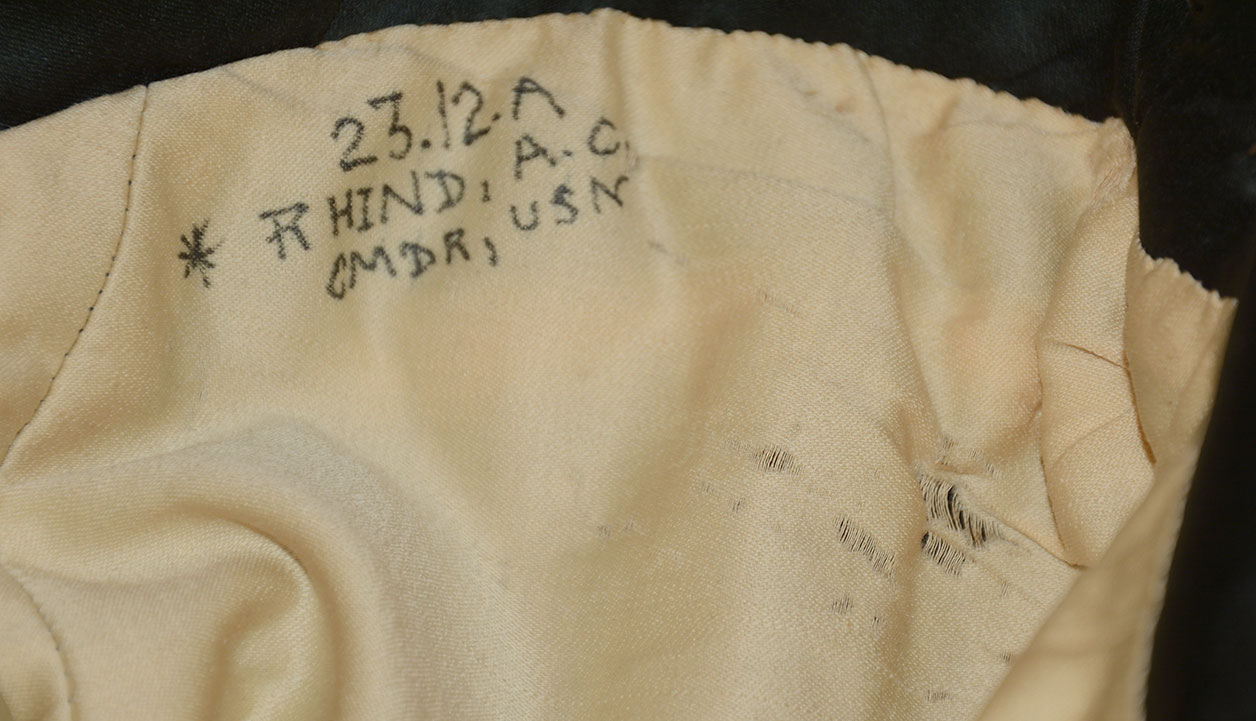 23.12.A
* RHIND, A. C.
CMDR, USN